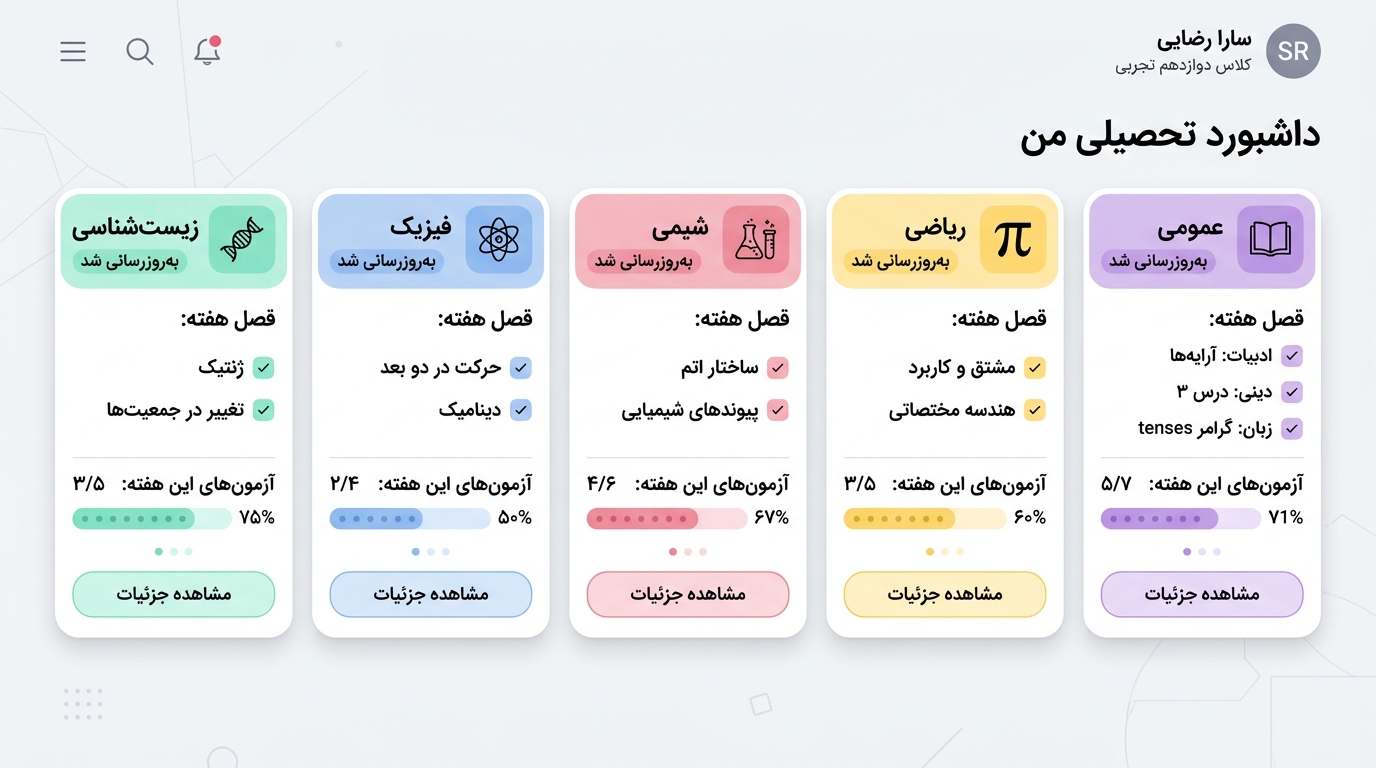 سارا رضایی
کلاس دوازدهم تجربی
SR
داشبورد تحصیلی من
عمومی
به‌روزرسانی شد
قصل هفته:
ادبیات: آرایه‌ها
دینی: درس ۳
زبان: گرامر tenses
آزمون‌های این هفته: ۵/۷
71%
مشاهده جزئیات
ریاضی
به‌روزرسانی شد
قصل هفته:
مشتق و کاربرد
هندسه مختصاتی
آزمون‌های این هفته: ۳/۵
۶۰%
مشاهده جزئیات
شیمی
به‌روزرسانی شد
قصل هفته:
ساختار اتم
پیوندهای شیمیایی
آزمون‌های این هفته: ۴/۶
۶۷%
مشاهده جزئیات
فیزیک
به‌روزرسانی شد
قصل هفته:
حرکت در دو بعد
دینامیک
آزمون‌های این هفته: ۲/۴
۵۰%
مشاهده جزئیات
زیست‌شناسی
به‌روزرسانی شد
قصل هفته:
ژنتیک
تغییر در جمعیت‌ها
آزمون‌های این هفته: ۳/۵
۷۵%
مشاهده جزئیات